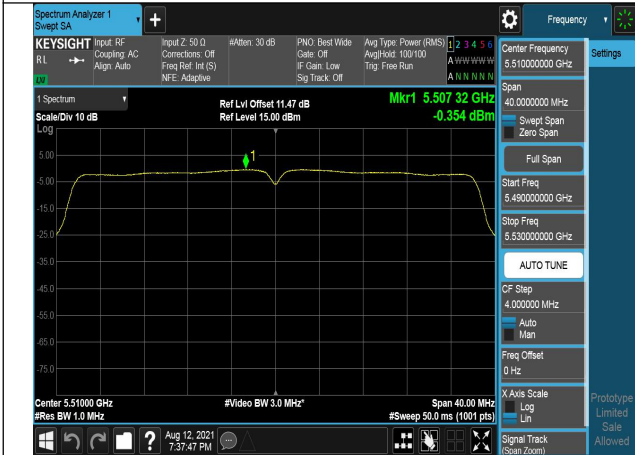 Spectrum Analyzer 1
Swept SA
+
Frequency
KEYSIGHT
RL
Input: RF
Coupling: AC
Align: Auto
Input Z: 50 Ω
Corrections: Off
Freq Ref: Int (S)
NFE: Adaptive
#Atten: 30 dB
PNO: Best Wide
Gate: Off
IF Gain: Low
Sig Track: Off
Avg Type: Power (RMS)
Avg|Hold: 100/100
Trig: Free Run
1 2 3 4 5 6
A W W W W W
A N N N N N
1 Spectrum
Scale/Div 10 dB
Ref Lvl Offset 11.47 dB
Ref Level 15.00 dBm
Mkr1 5.507 32 GHz
-0.354 dBm
Log
1
5.00
-5.00
-15.0
-25.0
-35.0
-45.0
-55.0
-65.0
-75.0
Center 5.51000 GHz
#Res BW 1.0 MHz
#Video BW 3.0 MHz*
Span 40.00 MHz
#Sweep 50.0 ms (1001 pts)
Aug 12, 2021
7:37:47 PM
?
Center Frequency
5.510000000 GHz
Span
40.0000000 MHz
Swept Span
Zero Span
Full Span
Start Freq
5.490000000 GHz
Stop Freq
5.530000000 GHz
AUTO TUNE
CF Step
4.000000 MHz
Auto
Man
Freq Offset
0 Hz
X Axis Scale
Log
Lin
Signal Track
(Span Zoom)
Settings
Prototype
Limited
Sale
Allowed